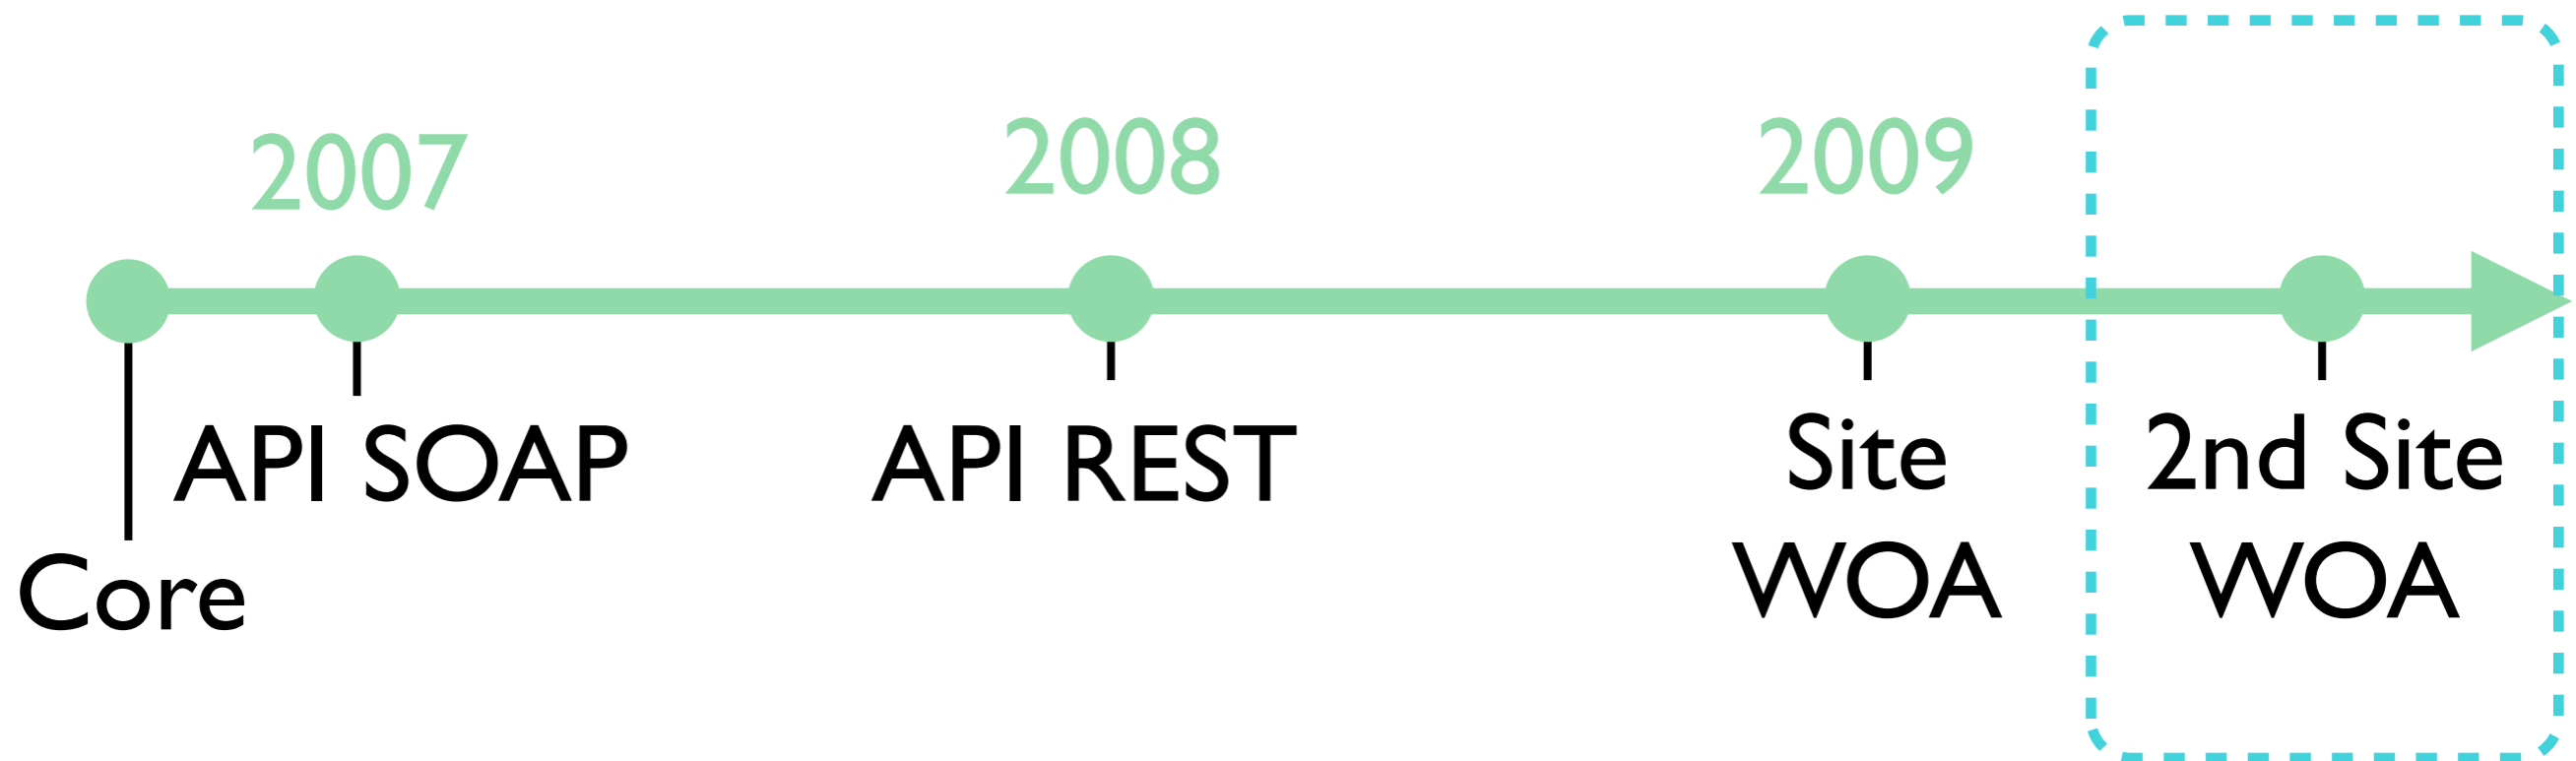 2007
2008
2009
API SOAP
API REST
Site
WOA
2nd Site
WOA
Core